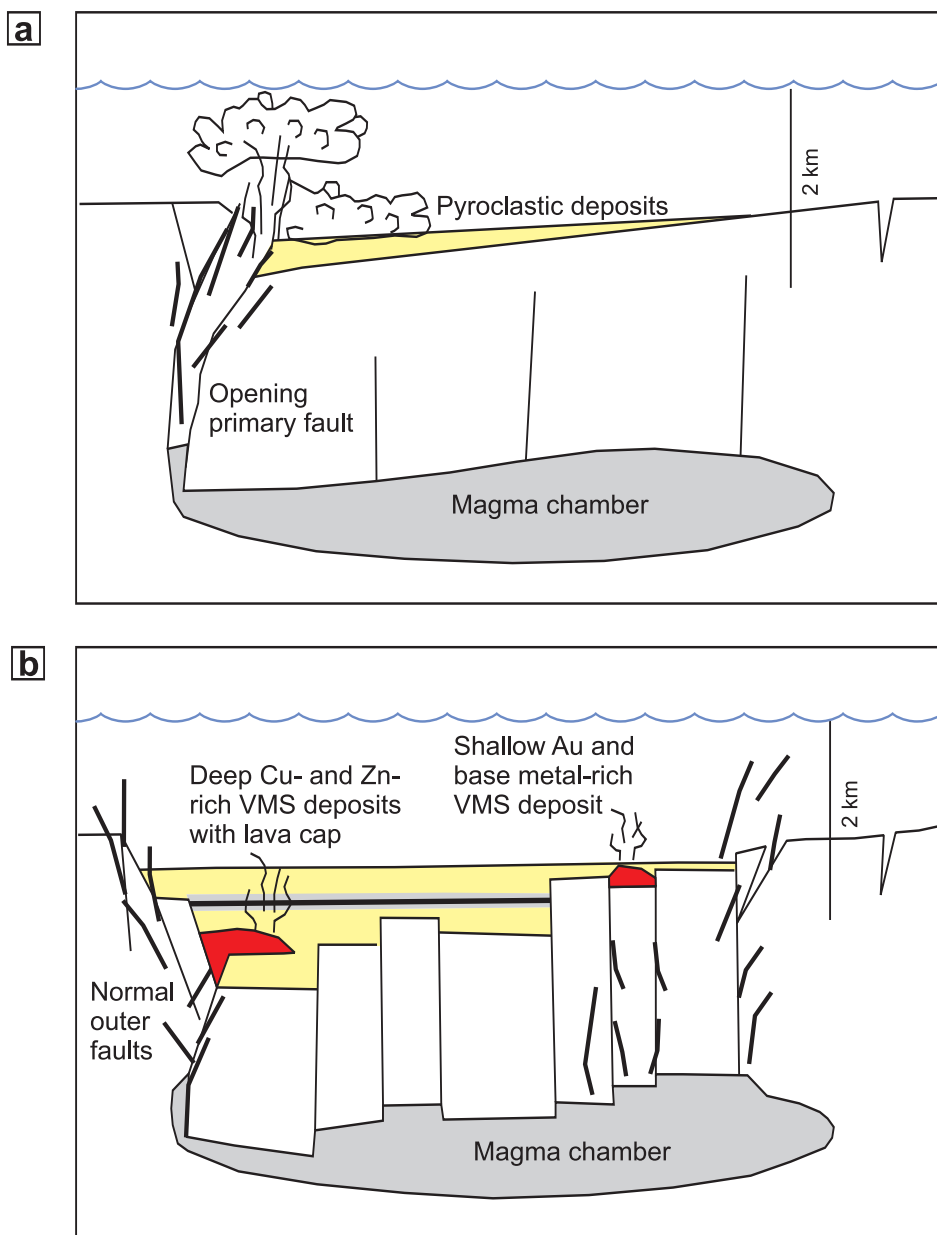 a
2 km
Pyroclastic deposits
Opening
primary fault
Magma chamber
b
Shallow Au and
base metal-rich
VMS deposit
Deep Cu- and Zn-
rich VMS deposits
with lava cap
2 km
Normal
outer
faults
Magma chamber